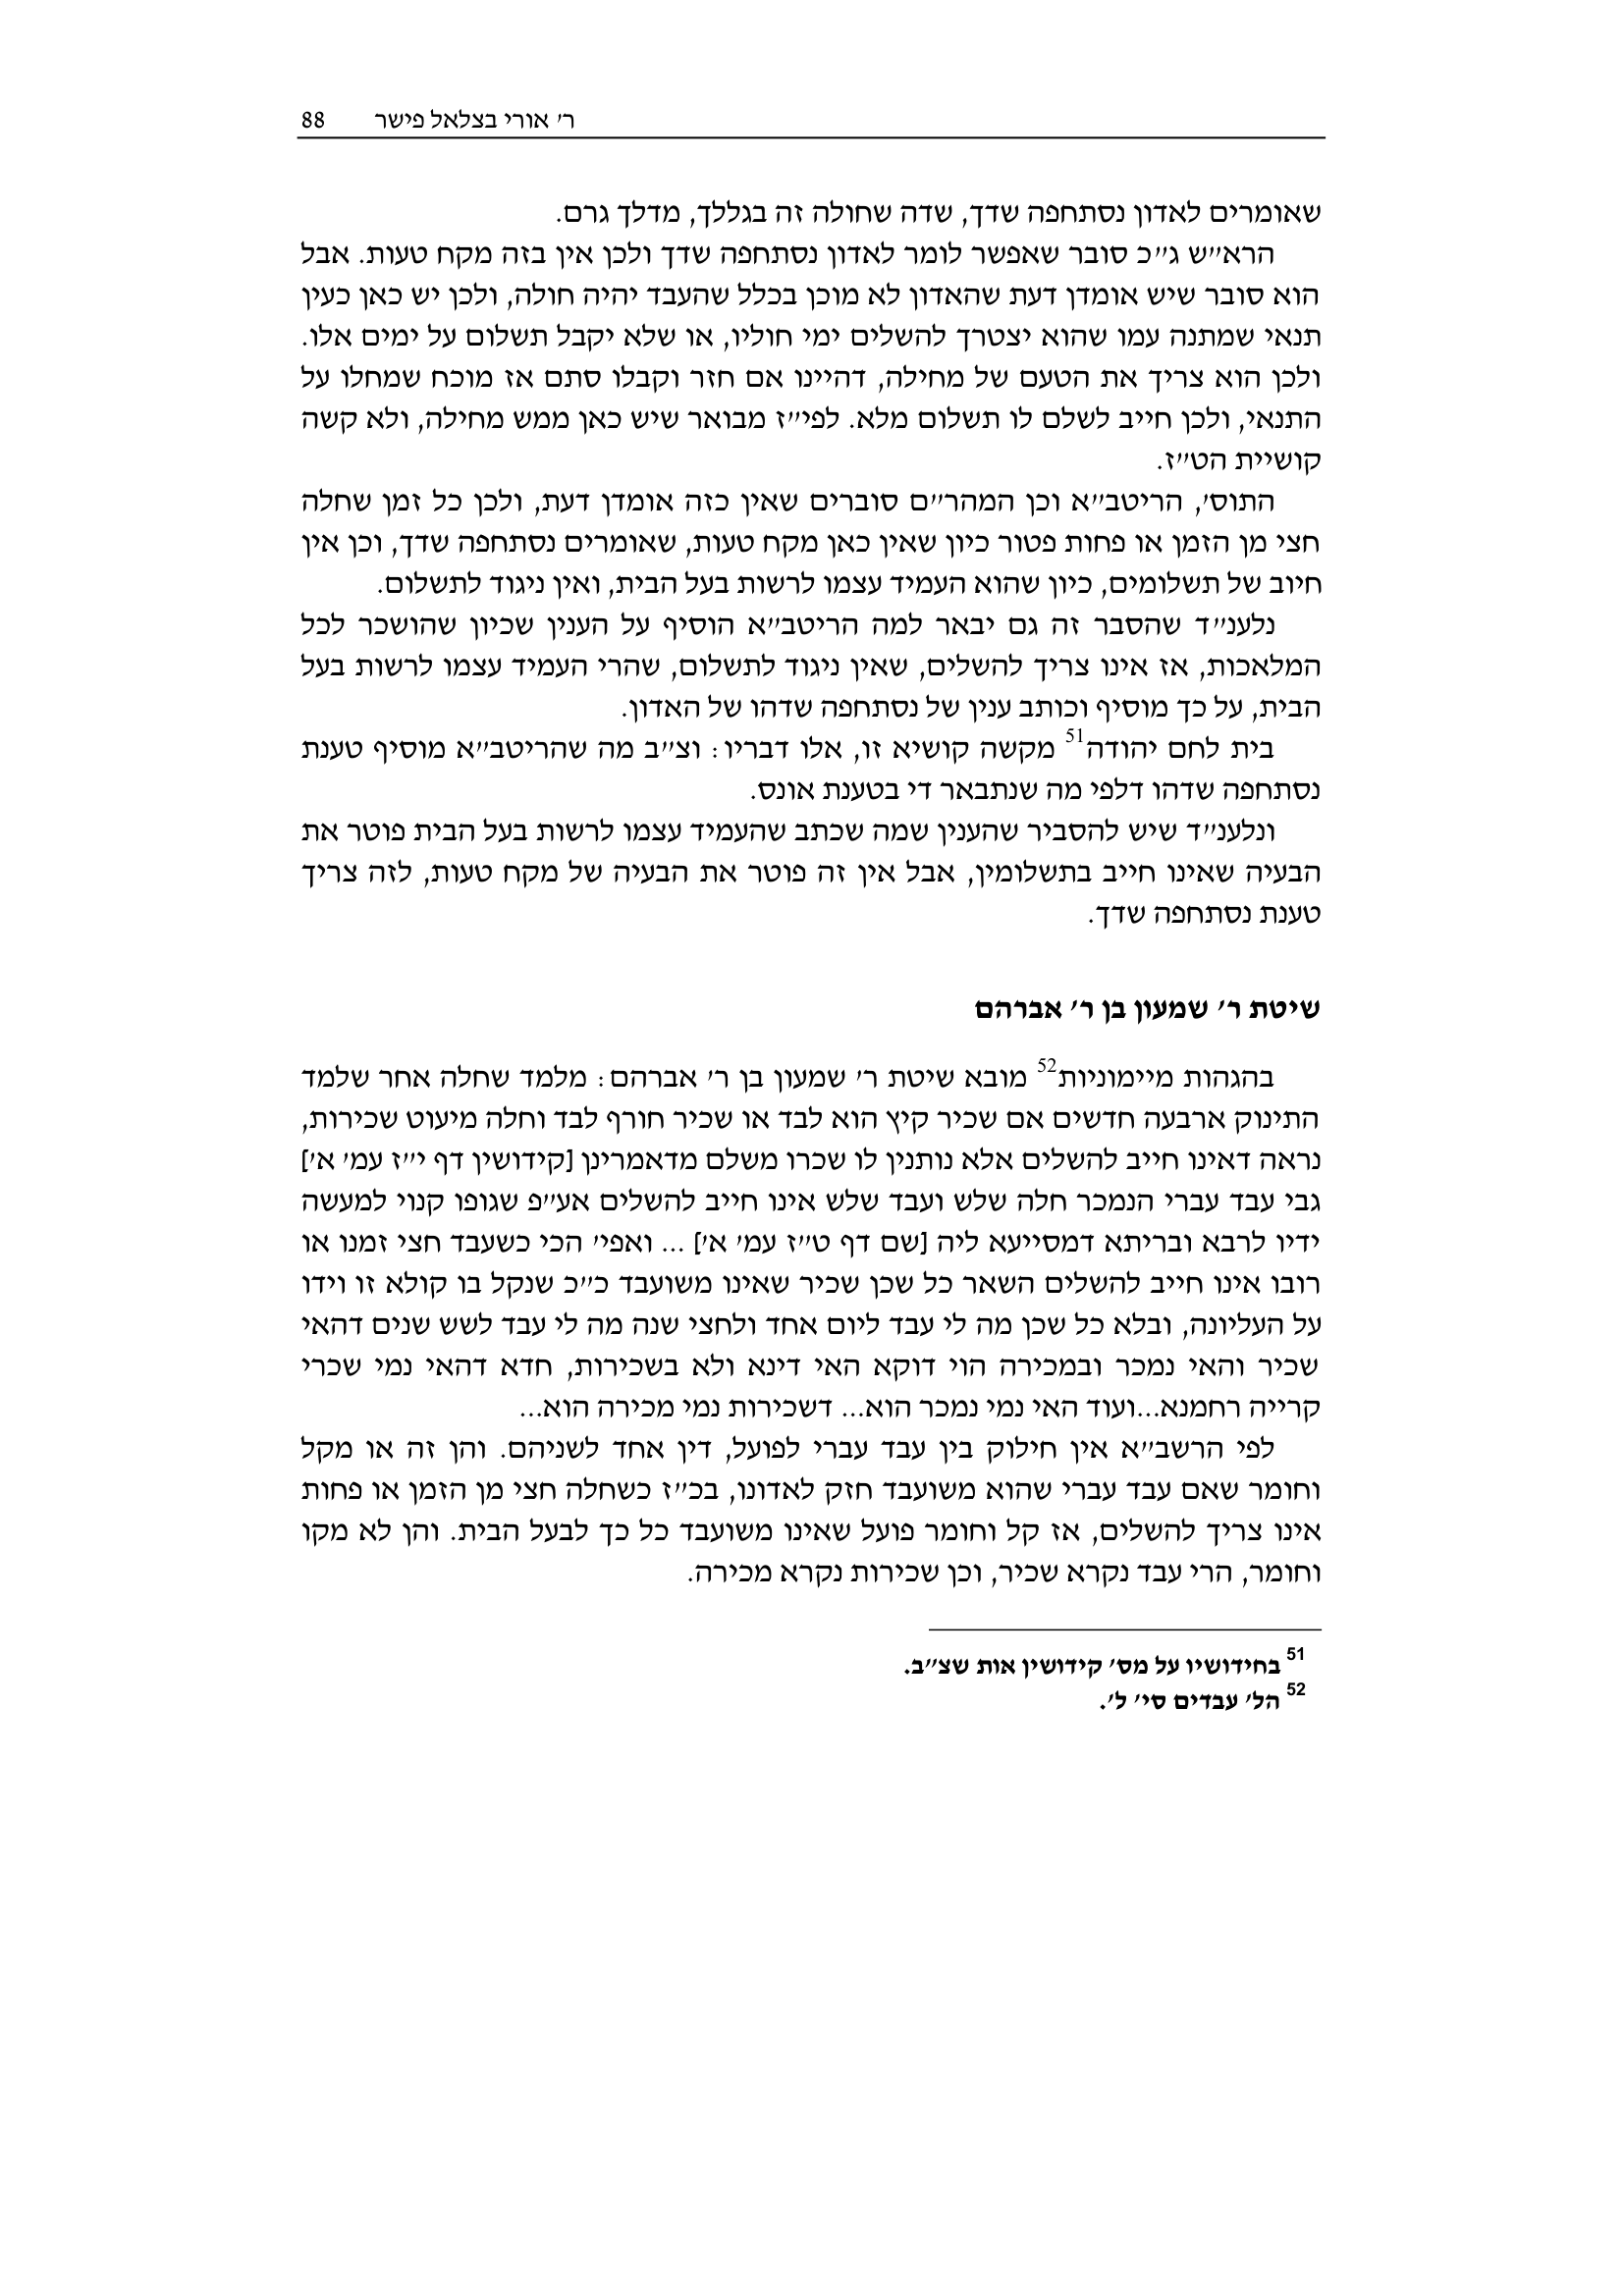 ר׳ אורי בצלאל פישר 88
שאומרים לאדון נסתחפה שדך, שדה שחולה זה בגללך, מדלך גרם.
הרא״ש ג״כ סובר שאפשר לומר לאדון נסתחפה שדך ולכן אין בזה מקח טעות. אבל
הוא סובר שיש אומדן דעת שהאדון לא מוכן בכלל שהעבד יהיה חולה, ולכן יש כאן כעין
תנאי שמתנה עמו שהוא יצטרך להשלים ימי חוליו, או שלא יקבל תשלום על ימים אלו.
ולכן הוא צריך את הטעם של מחילה, דהיינו אם חזר וקבלו סתם אז מוכח שמחלו על
התנאי, ולכן חייב לשלם לו תשלום מלא. לפי״ז מבואר שיש כאן ממש מחילה, ולא קשה
קושיית הט״ז.
התוס׳, הריטב״א וכן המהר״ם סוברים שאין כזה אומדן דעת, ולכן כל זמן שחלה
חצי מן הזמן או פחות פטור כיון שאין כאן מקח טעות, שאומרים נסתחפה שדך, וכן אין
חיוב של תשלומים, כיון שהוא העמיד עצמו לרשות בעל הבית, ואין ניגוד לתשלום.
נלענ״ד שהסבר זה גם יבאר למה הריטב״א הוסיף על הענין שכיון שהושכר לכל
המלאכות, אז אינו צריך להשלים, שאין ניגוד לתשלום, שהרי העמיד עצמו לרשות בעל
הבית, על כך מוסיף וכותב ענין של נסתחפה שדהו של האדון.
בית לחם יהודה51 מקשה קושיא זו, אלו דבריו: וצ״ב מה שהריטב״א מוסיף טענת
נסתחפה שדהו דלפי מה שנתבאר די בטענת אונס.
ונלענ״ד שיש להסביר שהענין שמה שכתב שהעמיד עצמו לרשות בעל הבית פוטר את
הבעיה שאינו חייב בתשלומין, אבל אין זה פוטר את הבעיה של מקח טעות, לזה צריך
טענת נסתחפה שדך.
שיטת ר׳ שמעון בן ר׳ אברהם
בהגהות מיימוניות52 מובא שיטת ר׳ שמעון בן ר׳ אברהם: מלמד שחלה אחר שלמד
התינוק ארבעה חדשים אם שכיר קיץ הוא לבד או שכיר חורף לבד וחלה מיעוט שכירות,
נראה דאינו חייב להשלים אלא נותנין לו שכרו משלם מדאמרינן [קידושין דף י״ז עמ׳ א׳]
גבי עבד עברי הנמכר חלה שלש ועבד שלש אינו חייב להשלים אע״פ שגופו קנוי למעשה
ידיו לרבא ובריתא דמסייעא ליה [שם דף ט״ז עמ׳ א׳] ... ואפי׳ הכי כשעבד חצי זמנו או
רובו אינו חייב להשלים השאר כל שכן שכיר שאינו משועבד כ״כ שנקל בו קולא זו וידו
על העליונה, ובלא כל שכן מה לי עבד ליום אחד ולחצי שנה מה לי עבד לשש שנים דהאי
שכיר והאי נמכר ובמכירה הוי דוקא האי דינא ולא בשכירות, חדא דהאי נמי שכרי
קרייה רחמנא...ועוד האי נמי נמכר הוא... דשכירות נמי מכירה הוא...
לפי הרשב״א אין חילוק בין עבד עברי לפועל, דין אחד לשניהם. והן זה או מקל
וחומר שאם עבד עברי שהוא משועבד חזק לאדונו, בכ״ז כשחלה חצי מן הזמן או פחות
אינו צריך להשלים, אז קל וחומר פועל שאינו משועבד כל כך לבעל הבית. והן לא מקו
וחומר, הרי עבד נקרא שכיר, וכן שכירות נקרא מכירה.
51 בחידושיו על מס׳ קידושין אות שצ״ב.
52 הל׳ עבדים סי׳ ל׳.